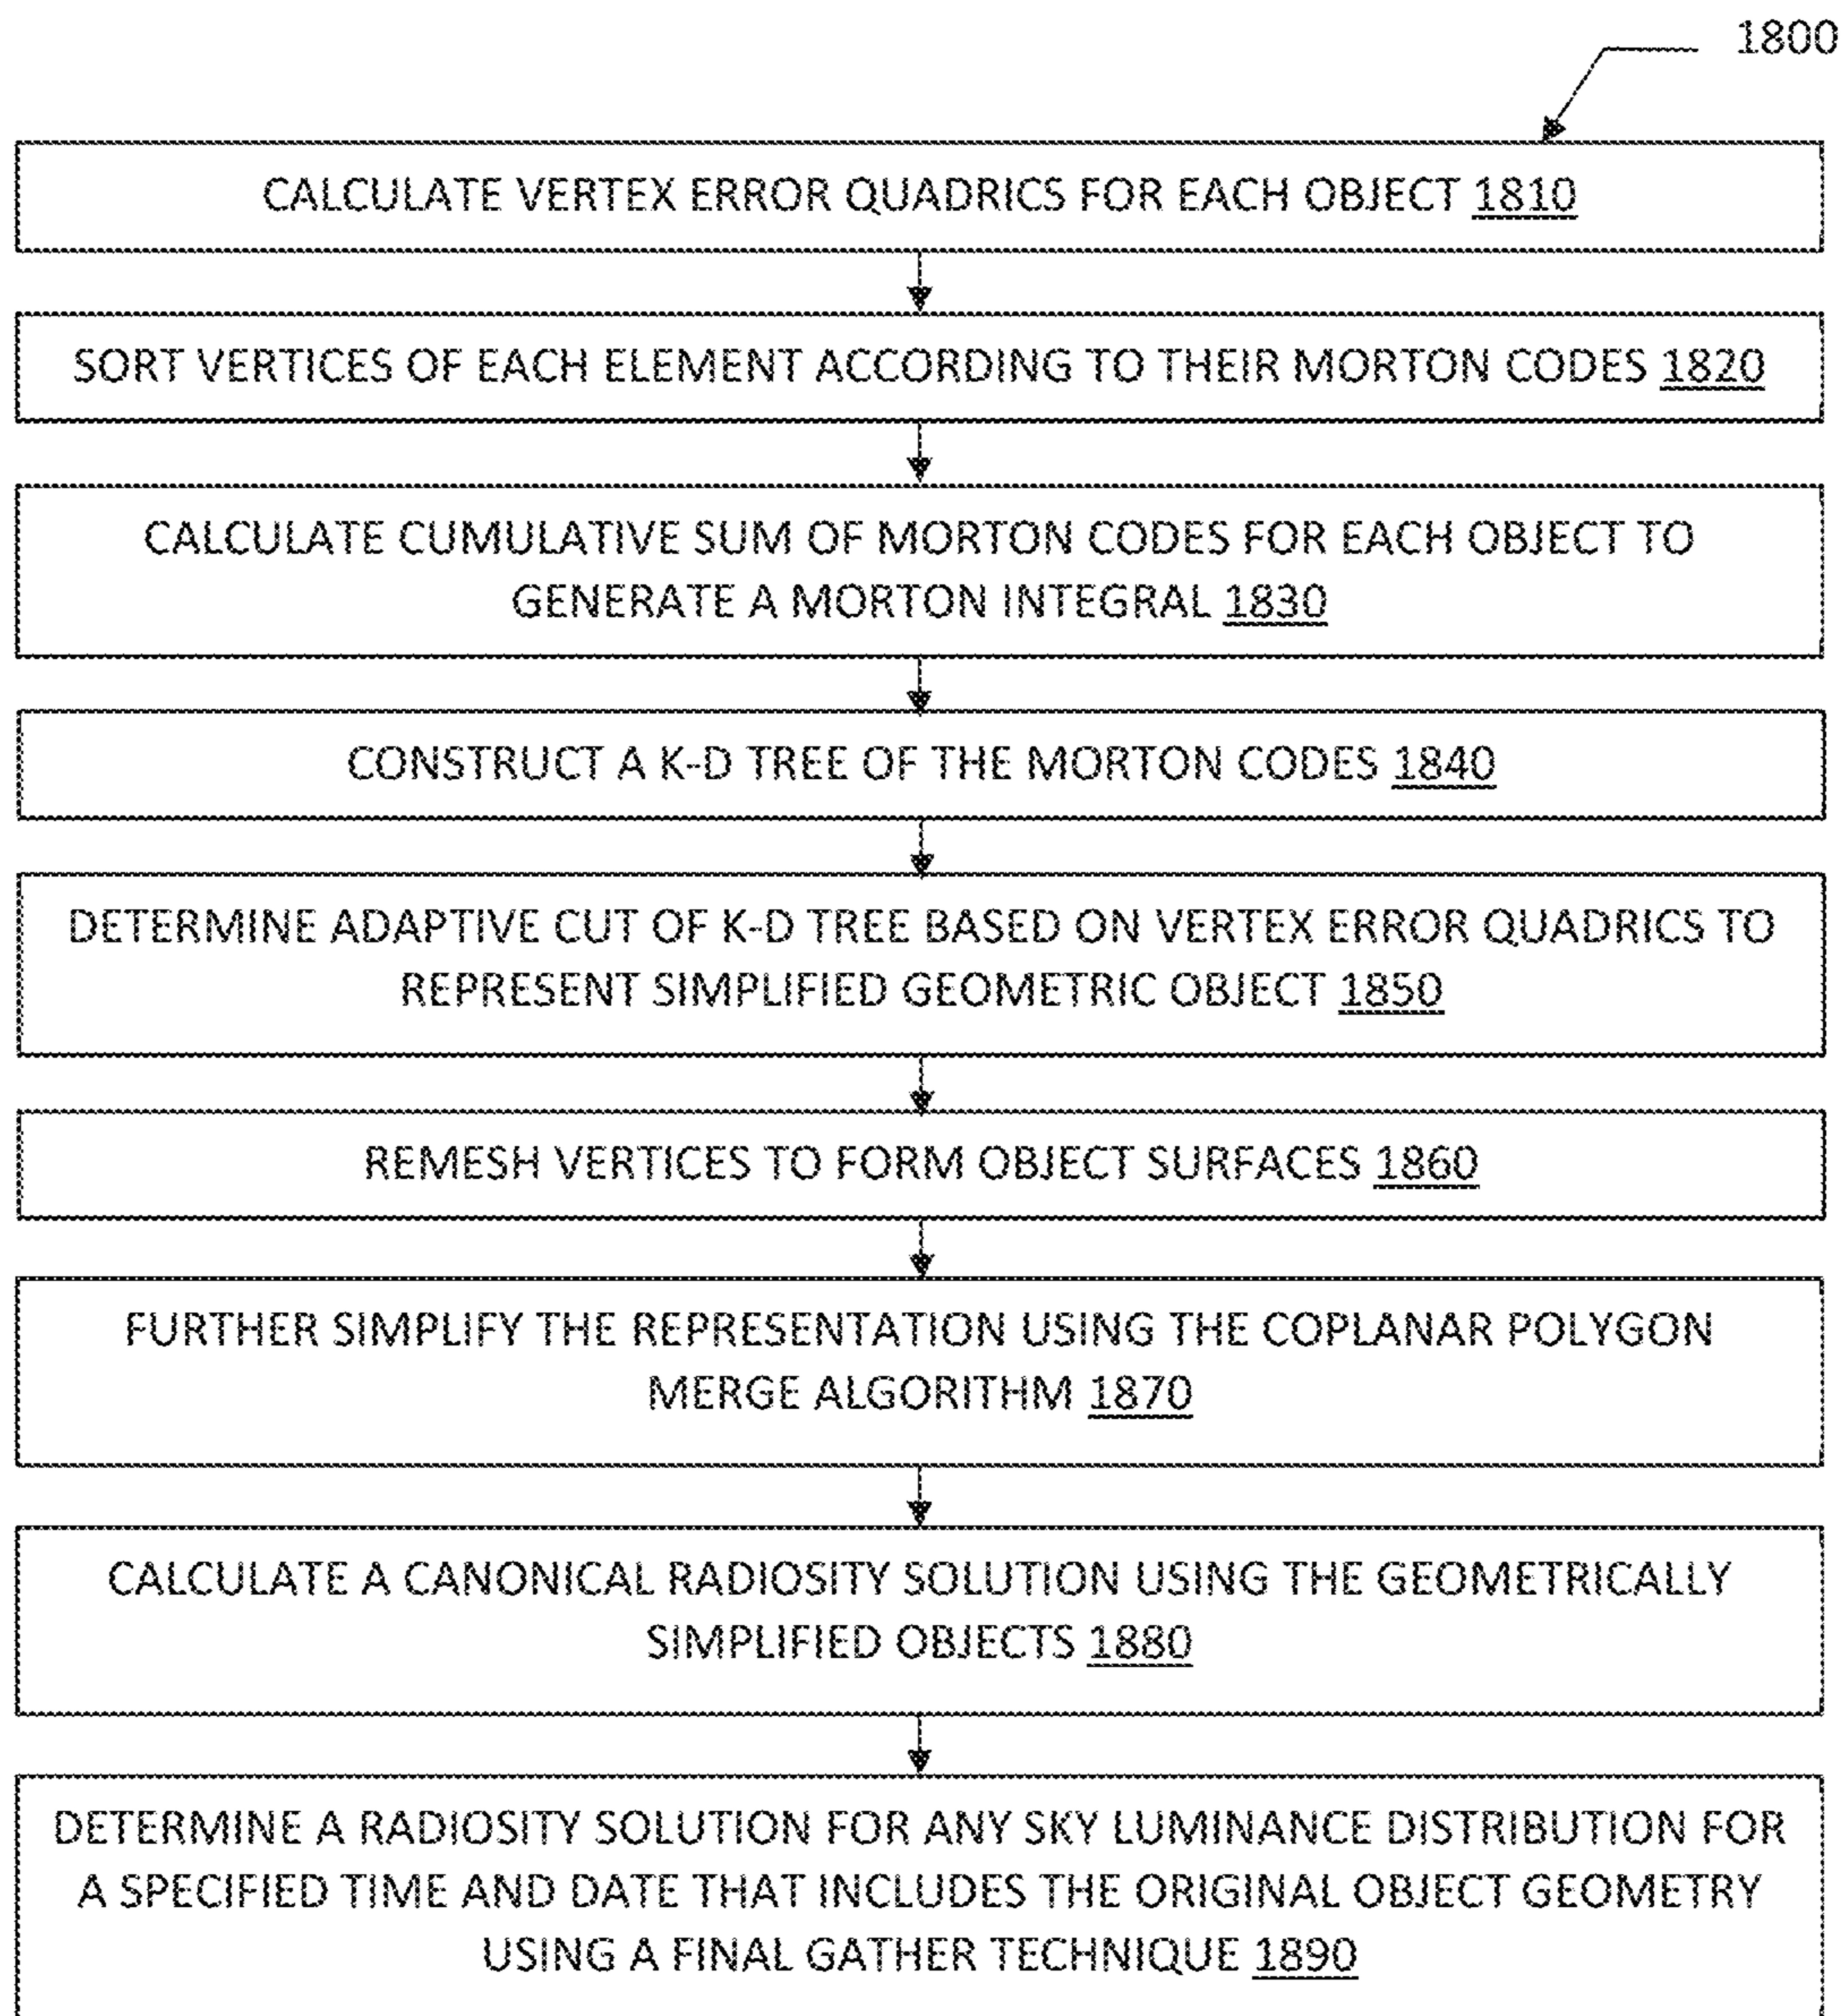 1800
CALCULATE VERTEX ERROR QUADRICS FOR EACH OBJECT 1810
SORT VERTICES OF EACH ELEMENT ACCORDING TO THEIR MORTON CODES 1820
CALCULATE CUMULATIVE SUM OF MORTON CODES FOR EACH OBJECT TO
GENERATE A MORTON INTEGRAL 1830
CONSTRUCT A K-D TREE OF THE MORTON CODES 1840
DETERMINE ADAPTIVE CUT OF K-D TREE BASED ON VERTEX ERROR QUADRICS TO
REPRESENT SIMPLIFIED GEOMETRIC OBJECT 1850
REMESH VERTICES TO FORM OBJECT SURFACES 1860
FURTHER SIMPLIFY THE REPRESENTATION USING THE COPLANAR POLYGON
MERGE ALGORITHM 1870
CALCULATE A CANONICAL RADIOSITY SOLUTION USING THE GEOMETRICALLY
SIMPLIFIED OBJECTS 1880
DETERMINE A RADIOSITY SOLUTION FOR ANY SKY LUMINANCE DISTRIBUTION FOR
A SPECIFIED TIME AND DATE THAT INCLUDES THE ORIGINAL OBJECT GEOMETRY
USING A FINAL GATHER TECHNIQUE 1890